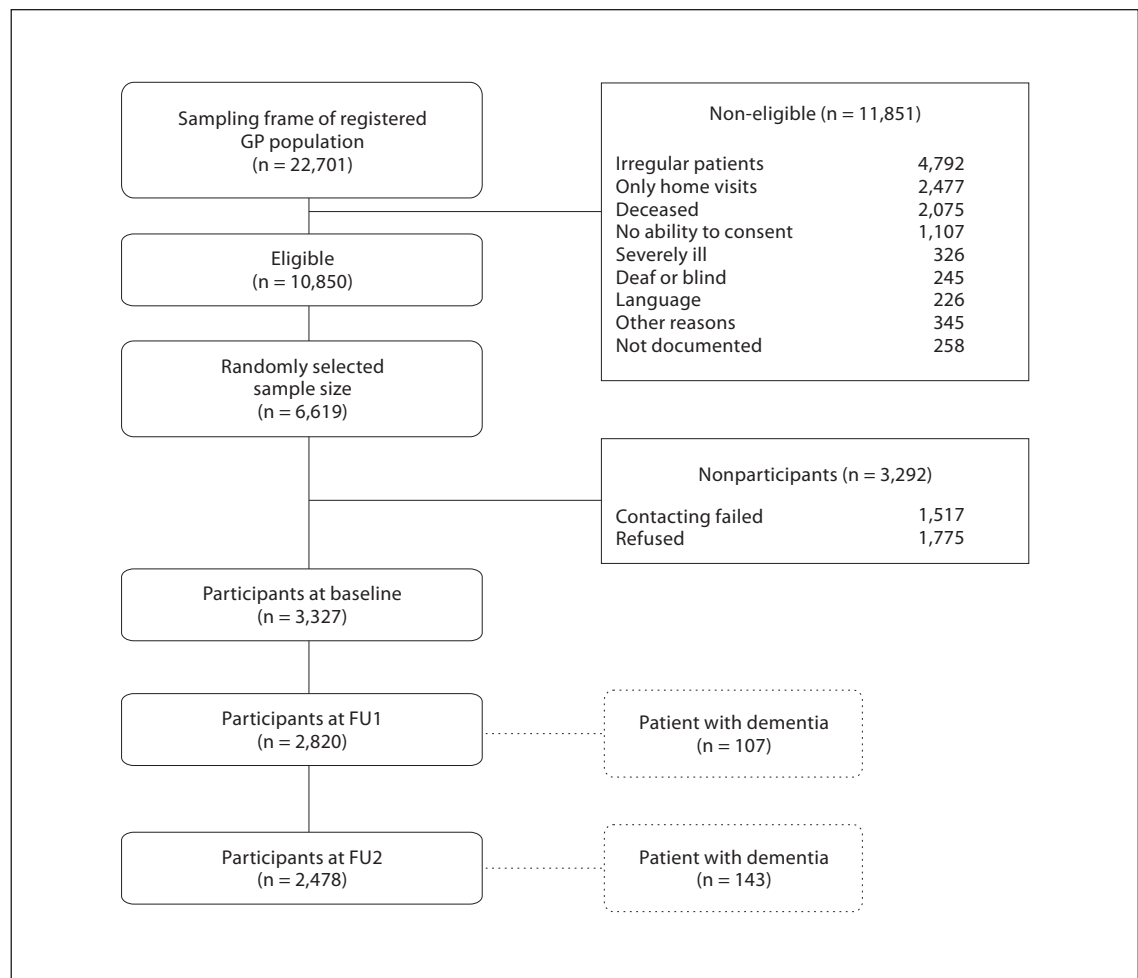 Sampling frame of registered
GP population
(n = 22,701)
Non-eligible (n = 11,851)
Irregular patients 4,792
Only home visits 2,477
Deceased 2,075
No ability to consent 1,107
Severely ill 326
Deaf or blind 245
Language 226
Other reasons 345
Not documented 258
Eligible
(n = 10,850)
Randomly selected
sample size
(n = 6,619)
Nonparticipants (n = 3,292)
Contacting failed 1,517
Refused 1,775
Participants at baseline
(n = 3,327)
Participants at FU1
(n = 2,820)
Patient with dementia
(n = 107)
Participants at FU2
(n = 2,478)
Patient with dementia
(n = 143)